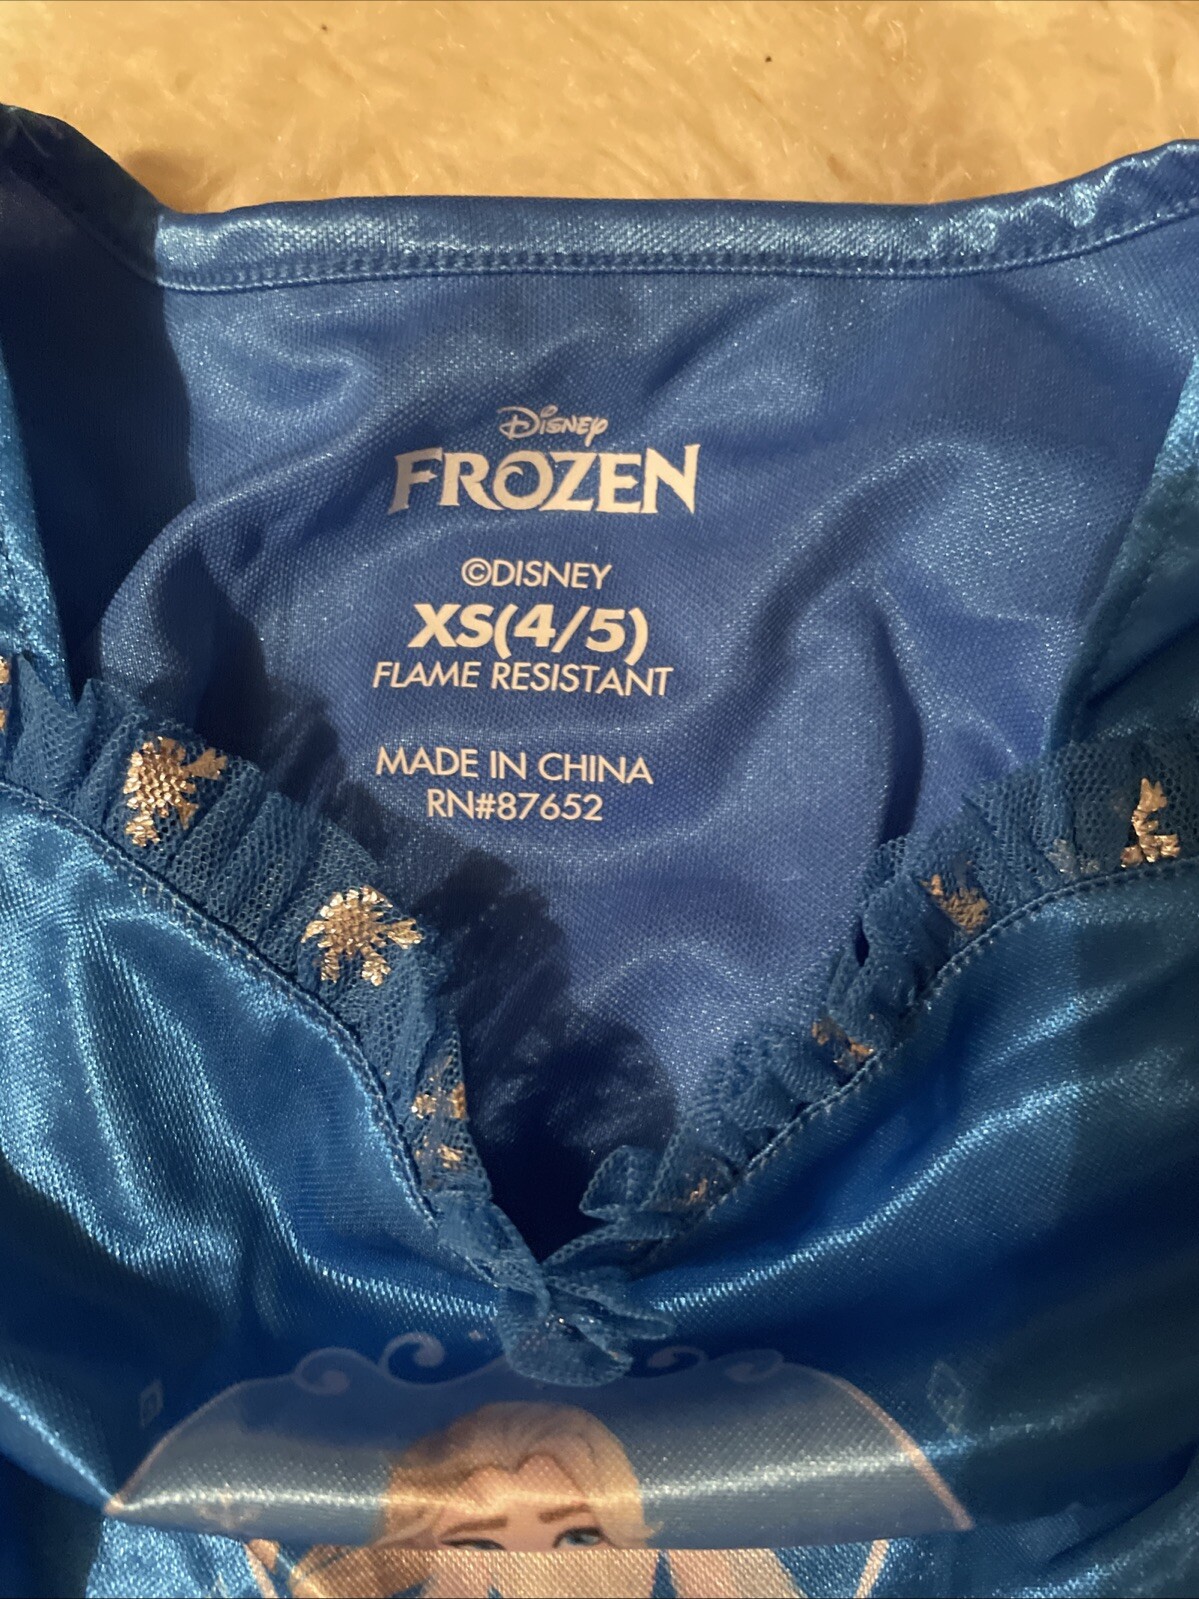 DISNEY
FROZEN
©DISNEY
XS(4/5)
FLAME RESISTANT
MADE IN CHINA
RN#87652